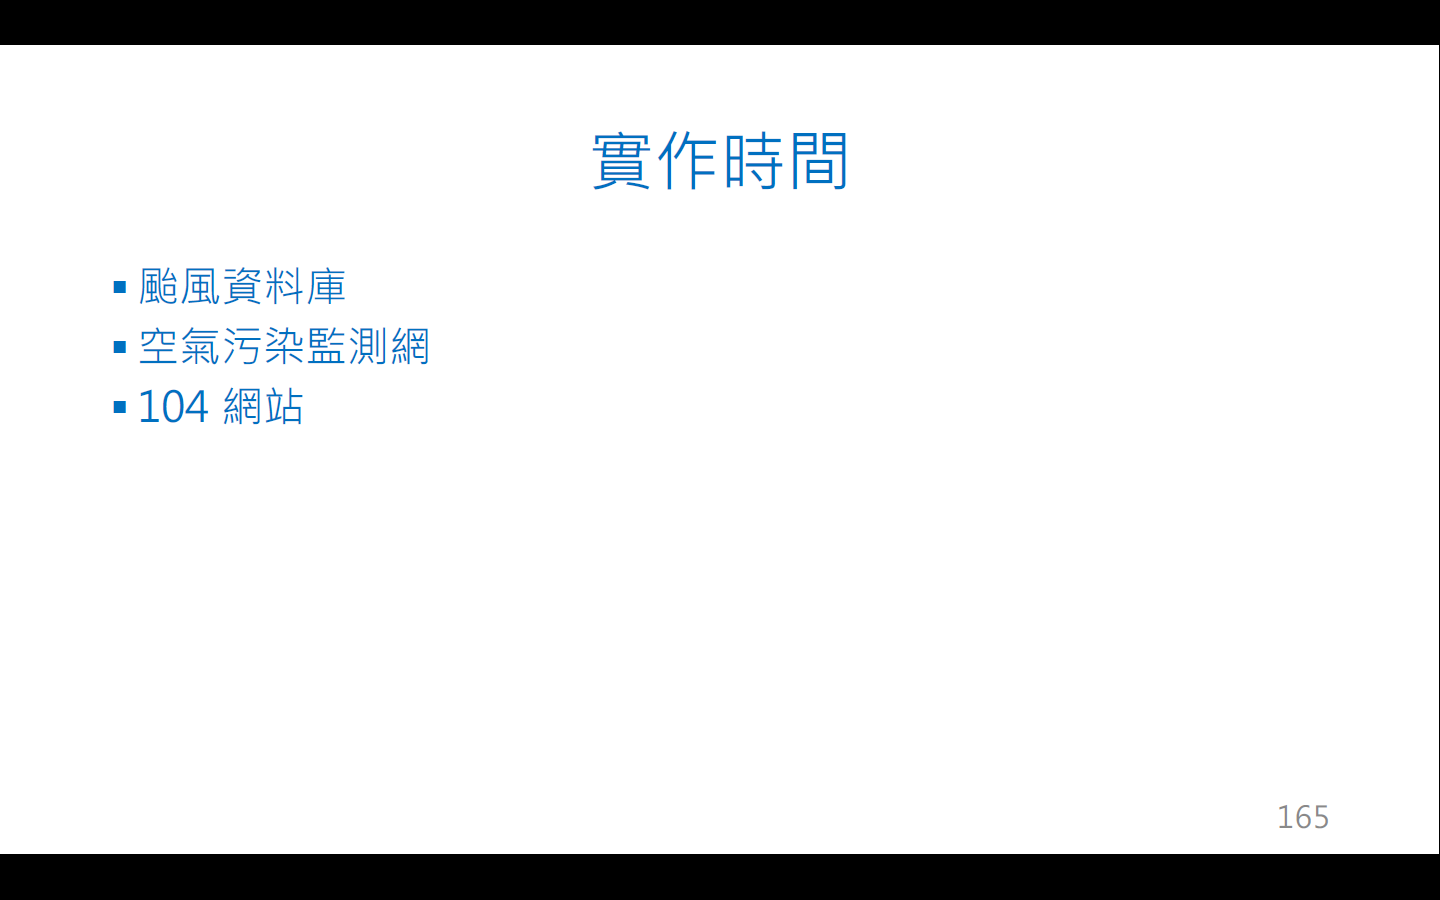 實作時間
▪ 颱風資料庫
▪ 空氣污染監測網
▪ 104 網站
165